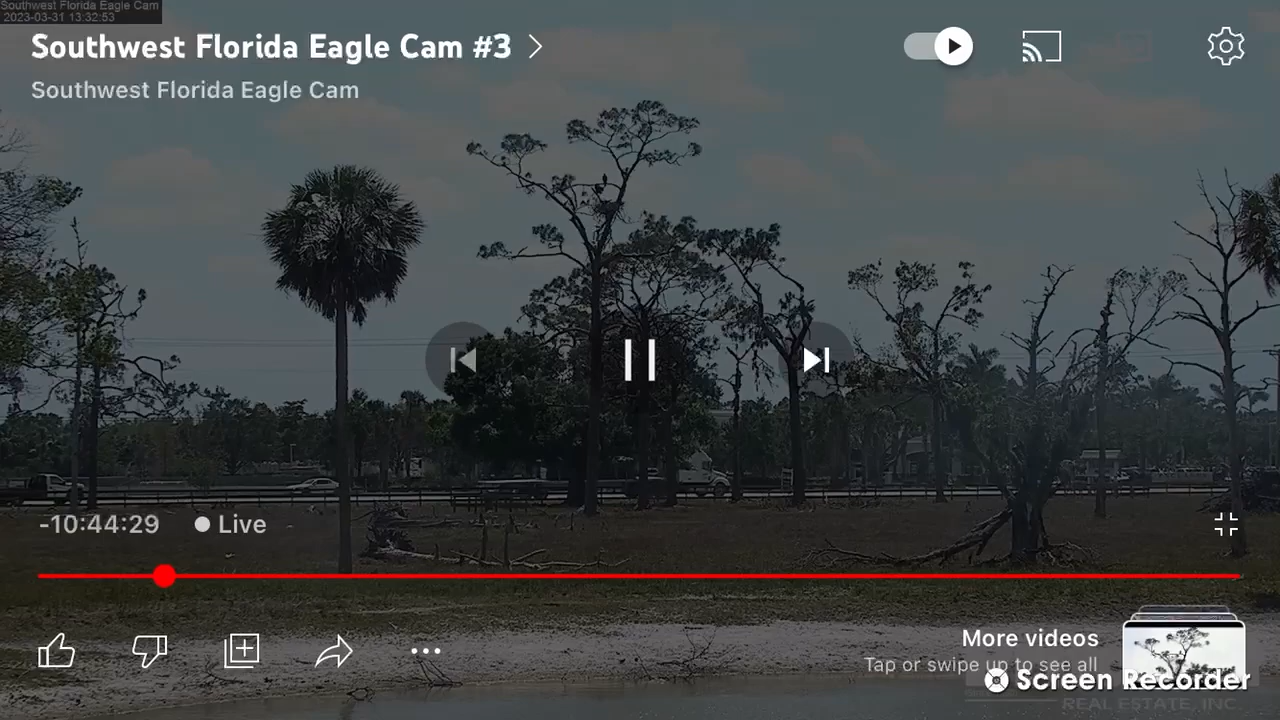 Southwest Florida Eagle Cam
2023-03-31 13:32:53
Southwest Florida Eagle Cam #3
Southwest Florida Eagle Cam
-10:44:29
Live
More videos
Tap or swipe up to see all
Screen Recorder
REAL ESTATE, INC.